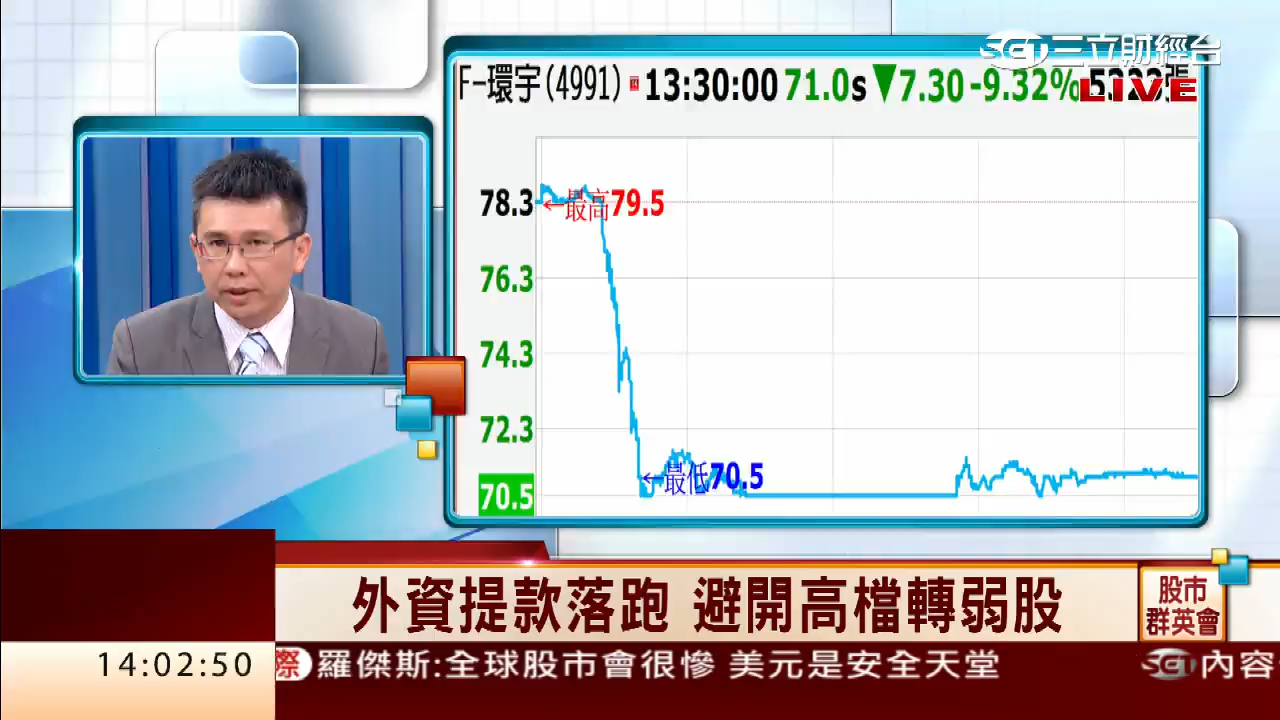 SET三立財經台
F-環宇(4991) 13:30:00 71.0s ▼7.30 -9.32%
LIVE
78.3
←最高79.5
76.3
74.3
72.3
←最低70.5
70.5
外資提款落跑 避開高檔轉弱股
股市
群英會
14:02:50
際 羅傑斯:全球股市會很慘 美元是安全天堂
SET 內容